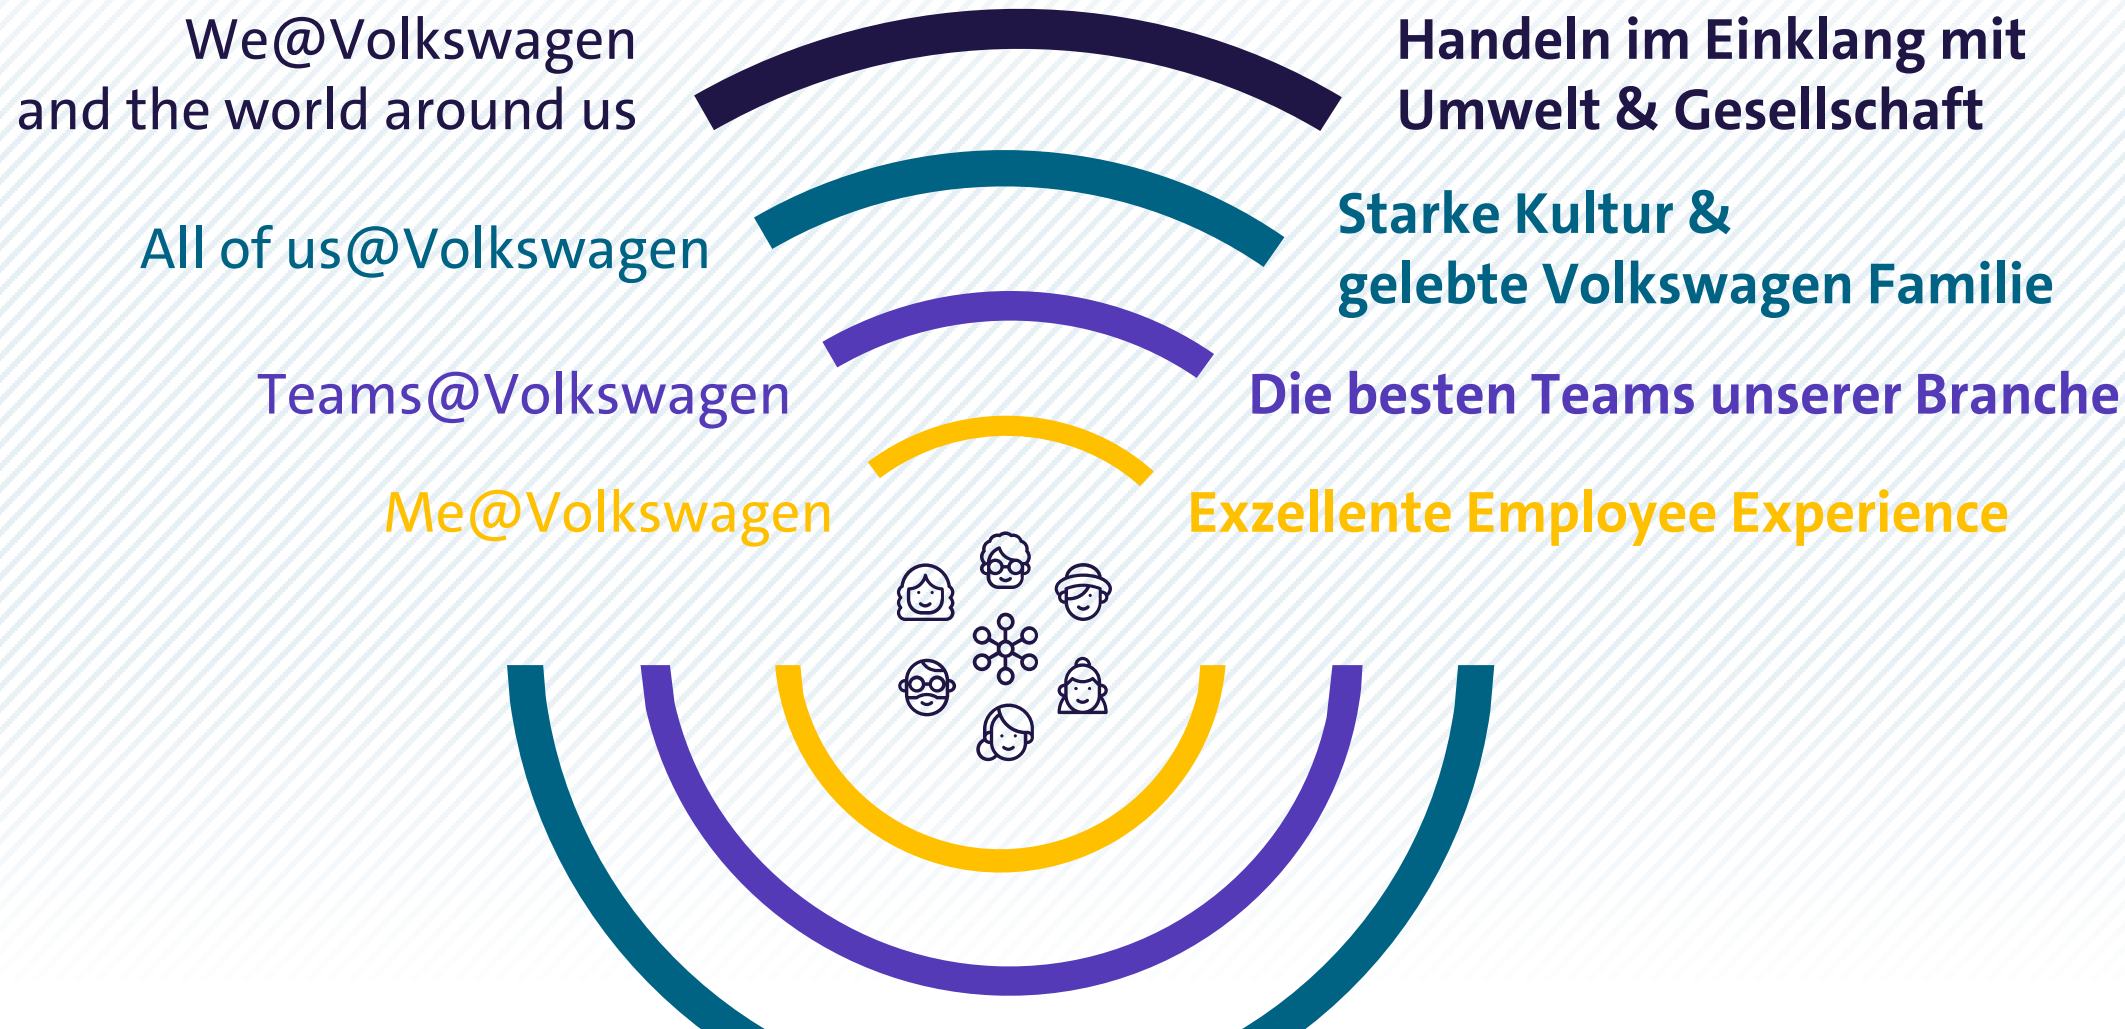 We@Volkswagen
and the world around us
Handeln im Einklang mit
Umwelt & Gesellschaft
All of us@Volkswagen
Starke Kultur &
gelebte Volkswagen Familie
Teams@Volkswagen
Die besten Teams unserer Branche
Me@Volkswagen
Exzellente Employee Experience